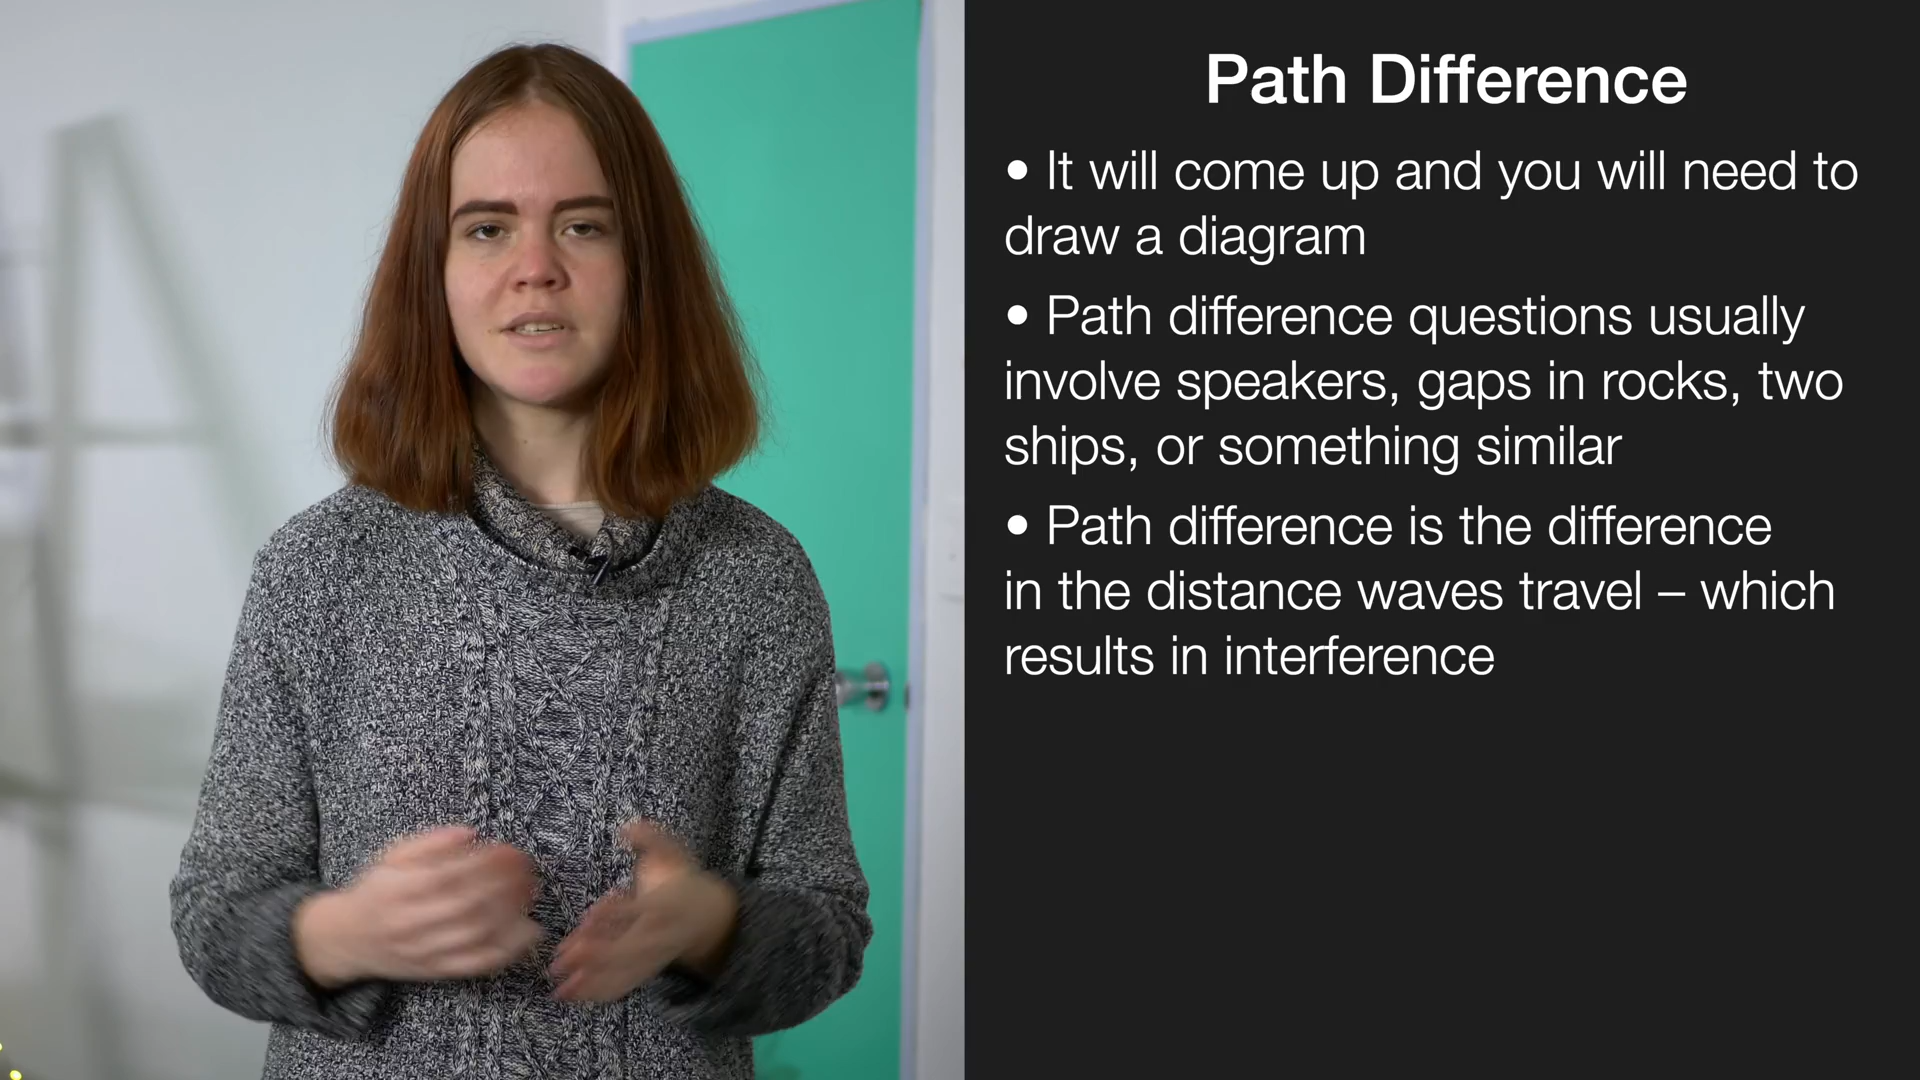 Path Difference
• It will come up and you will need to
draw a diagram
• Path difference questions usually
involve speakers, gaps in rocks, two
ships, or something similar
• Path difference is the difference
in the distance waves travel – which
results in interference